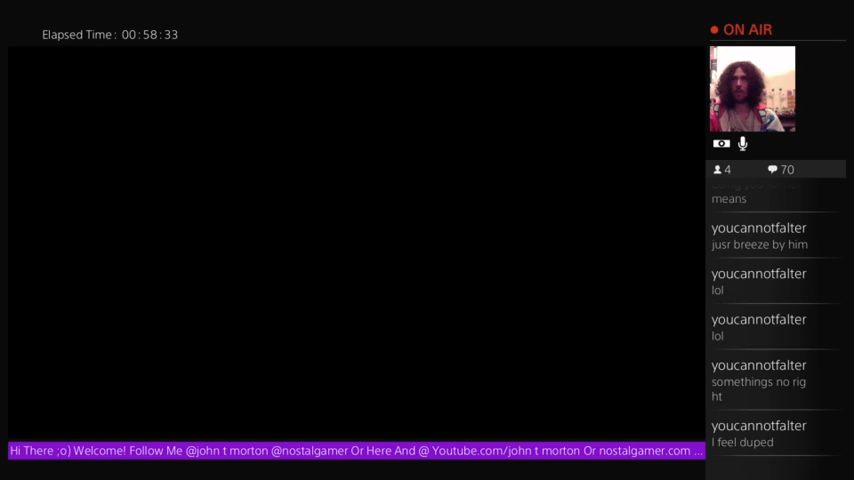 Elapsed Time: 00:58:33
ON AIR
4 70
means
youcannotfalter
jusr breeze by him
youcannotfalter
lol
youcannotfalter
lol
youcannotfalter
somethings no rig
ht
youcannotfalter
I feel duped
Hi There ;o) Welcome! Follow Me @john t morton @nostalgamer Or Here And @ Youtube.com/john t morton Or nostalgamer.com ...